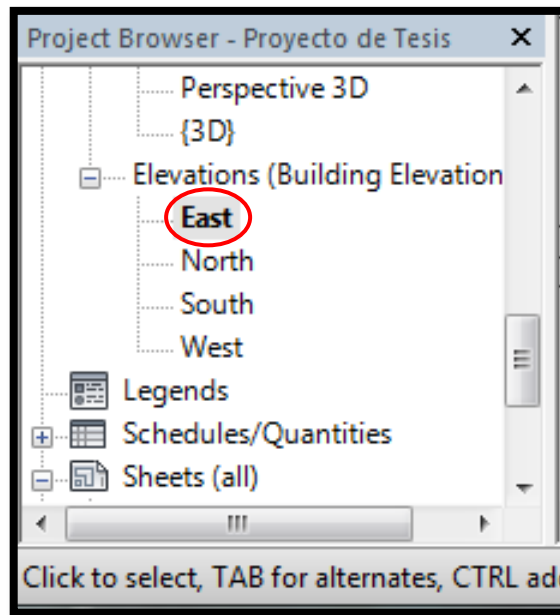 Project Browser - Proyecto de Tesis
Perspective 3D
{3D}
Elevations (Building Elevation
East
North
South
West
Legends
Schedules/Quantities
Sheets (all)
Click to select, TAB for alternates, CTRL ad